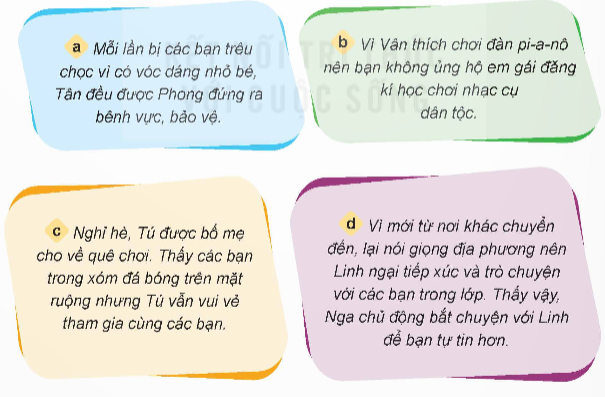 a Mỗi lần bị các bạn trêu
chọc vì có vóc dáng nhỏ bé,
Tân đều được Phong đứng ra
bênh vực, bảo vệ.
b Vì Vân thích chơi đàn pi-a-nô
nên bạn không ủng hộ em gái đăng
kí học chơi nhạc cụ
dân tộc.
c Nghỉ hè, Tú được bố mẹ
cho về quê chơi. Thấy các bạn
trong xóm đá bóng trên mặt
ruộng nhưng Tú vẫn vui vẻ
tham gia cùng các bạn.
d Vì mới từ nơi khác chuyển
đến, lại nói giọng địa phương nên
Linh ngại tiếp xúc và trò chuyện
với các bạn trong lớp. Thấy vậy,
Nga chủ động bắt chuyện với Linh
để bạn tự tin hơn.